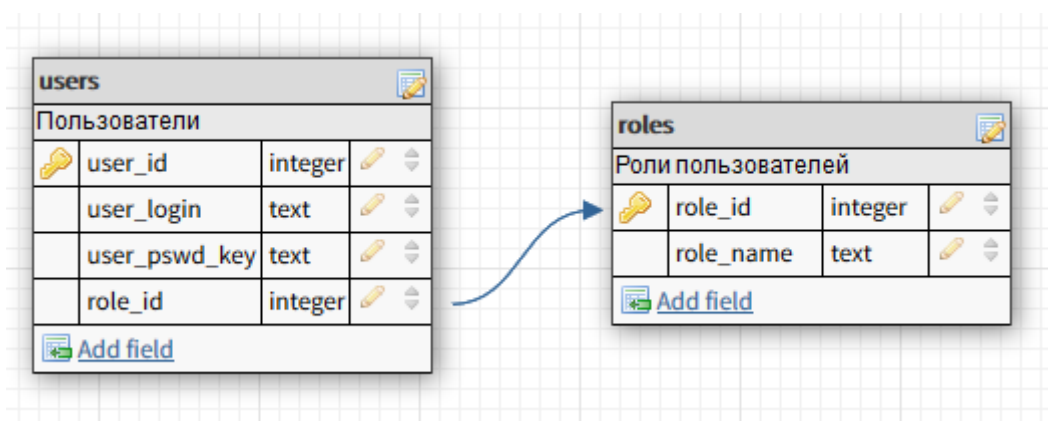 users
Пользователи
user_id integer
user_login text
user_pswd_key text
role_id integer
Add field
roles
Роли пользователей
role_id integer
role_name text
Add field